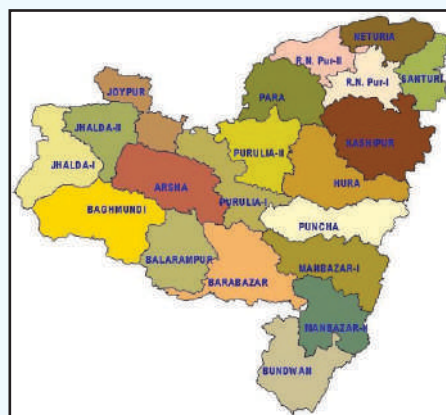 NETURIA
R.N. Pur-II
R.N. Pur-I
SANTURI
JOYPUR
PARA
JHALDA-II
KASHIPUR
PURULIA-II
JHALDA-I
ARSHA
HURA
PURULIA-I
BAGHMUNDI
PUNCHA
BALARAMPUR
MANBAZAR-I
BARABAZAR
MANBAZAR-II
BUNDWAN